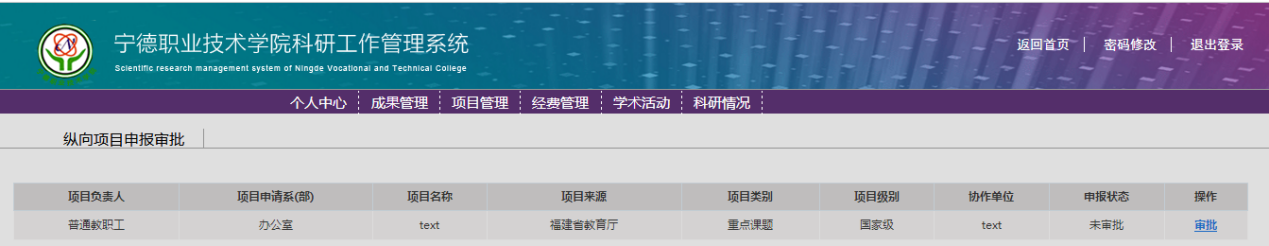 宁德职业技术学院科研工作管理系统
Scientific research management system of Ningde Vocational and Technical College
返回首页 | 密码修改 | 退出登录
个人中心 成果管理 项目管理 经费管理 学术活动 科研情况
纵向项目申报审批
项目负责人 项目申请系(部) 项目名称 项目来源 项目类别 项目级别 协作单位 申报状态 操作
普通教职工 办公室 text 福建省教育厅 重点课题 国家级 text 未审批 审批